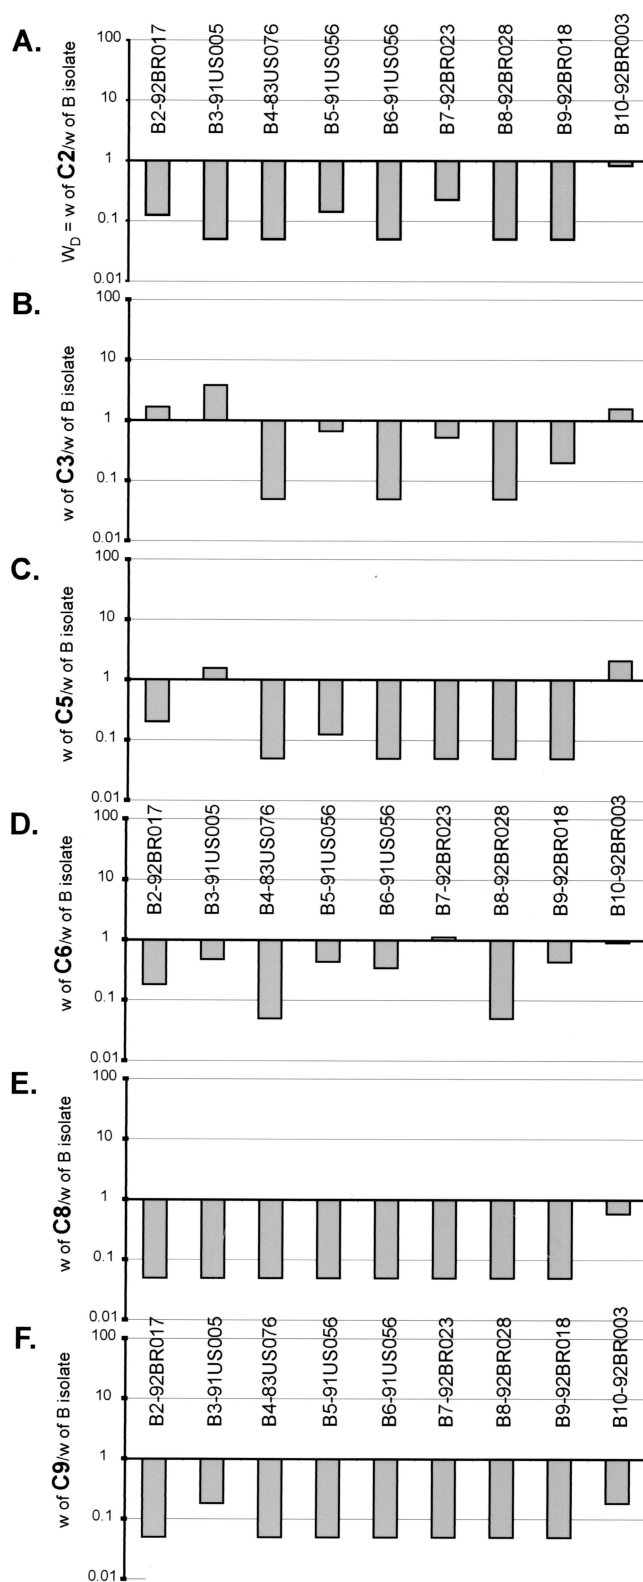 A.
W_D = w of C2/w of B isolate
100
10
1
0.1
0.01
B2-92BR017
B3-91US005
B4-83US076
B5-91US056
B6-91US056
B7-92BR023
B8-92BR028
B9-92BR018
B10-92BR003
B.
w of C3/w of B isolate
100
10
1
0.1
0.01
C.
w of C5/w of B isolate
100
10
1
0.1
0.01
D.
w of C6/w of B isolate
100
10
1
0.1
0.01
B2-92BR017
B3-91US005
B4-83US076
B5-91US056
B6-91US056
B7-92BR023
B8-92BR028
B9-92BR018
B10-92BR003
E.
w of C8/w of B isolate
100
10
1
0.1
0.01
F.
w of C9/w of B isolate
100
10
1
0.1
0.01
B2-92BR017
B3-91US005
B4-83US076
B5-91US056
B6-91US056
B7-92BR023
B8-92BR028
B9-92BR018
B10-92BR003